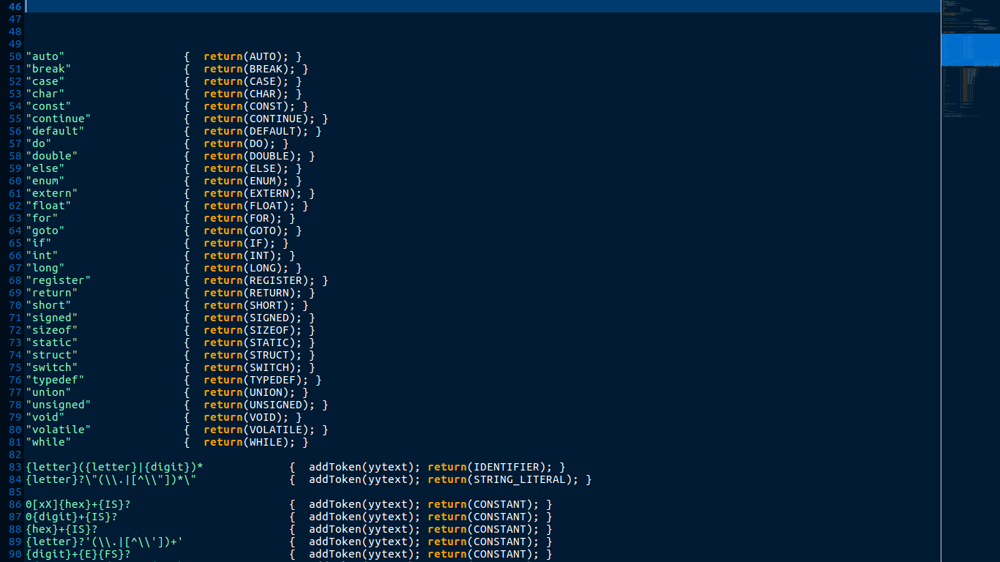 46
47
48
49
50 "auto" { return(AUTO); }
51 "break" { return(BREAK); }
52 "case" { return(CASE); }
53 "char" { return(CHAR); }
54 "const" { return(CONST); }
55 "continue" { return(CONTINUE); }
56 "default" { return(DEFAULT); }
57 "do" { return(DO); }
58 "double" { return(DOUBLE); }
59 "else" { return(ELSE); }
60 "enum" { return(ENUM); }
61 "extern" { return(EXTERN); }
62 "float" { return(FLOAT); }
63 "for" { return(FOR); }
64 "goto" { return(GOTO); }
65 "if" { return(IF); }
66 "int" { return(INT); }
67 "long" { return(LONG); }
68 "register" { return(REGISTER); }
69 "return" { return(RETURN); }
70 "short" { return(SHORT); }
71 "signed" { return(SIGNED); }
72 "sizeof" { return(SIZEOF); }
73 "static" { return(STATIC); }
74 "struct" { return(STRUCT); }
75 "switch" { return(SWITCH); }
76 "typedef" { return(TYPEDEF); }
77 "union" { return(UNION); }
78 "unsigned" { return(UNSIGNED); }
79 "void" { return(VOID); }
80 "volatile" { return(VOLATILE); }
81 "while" { return(WHILE); }
82
83 {letter}({letter}|{digit})* { addToken(yytext); return(IDENTIFIER); }
84 {letter}?\"(\\.|[^\\"])*\" { addToken(yytext); return(STRING_LITERAL); }
85
86 0[xX]{hex}+{IS}? { addToken(yytext); return(CONSTANT); }
87 0{digit}+{IS}? { addToken(yytext); return(CONSTANT); }
88 {hex}+{IS}? { addToken(yytext); return(CONSTANT); }
89 {letter}?'(\\.|[^\\'])+' { addToken(yytext); return(CONSTANT); }
90 {digit}+{E}{FS}? { addToken(yytext); return(CONSTANT); }